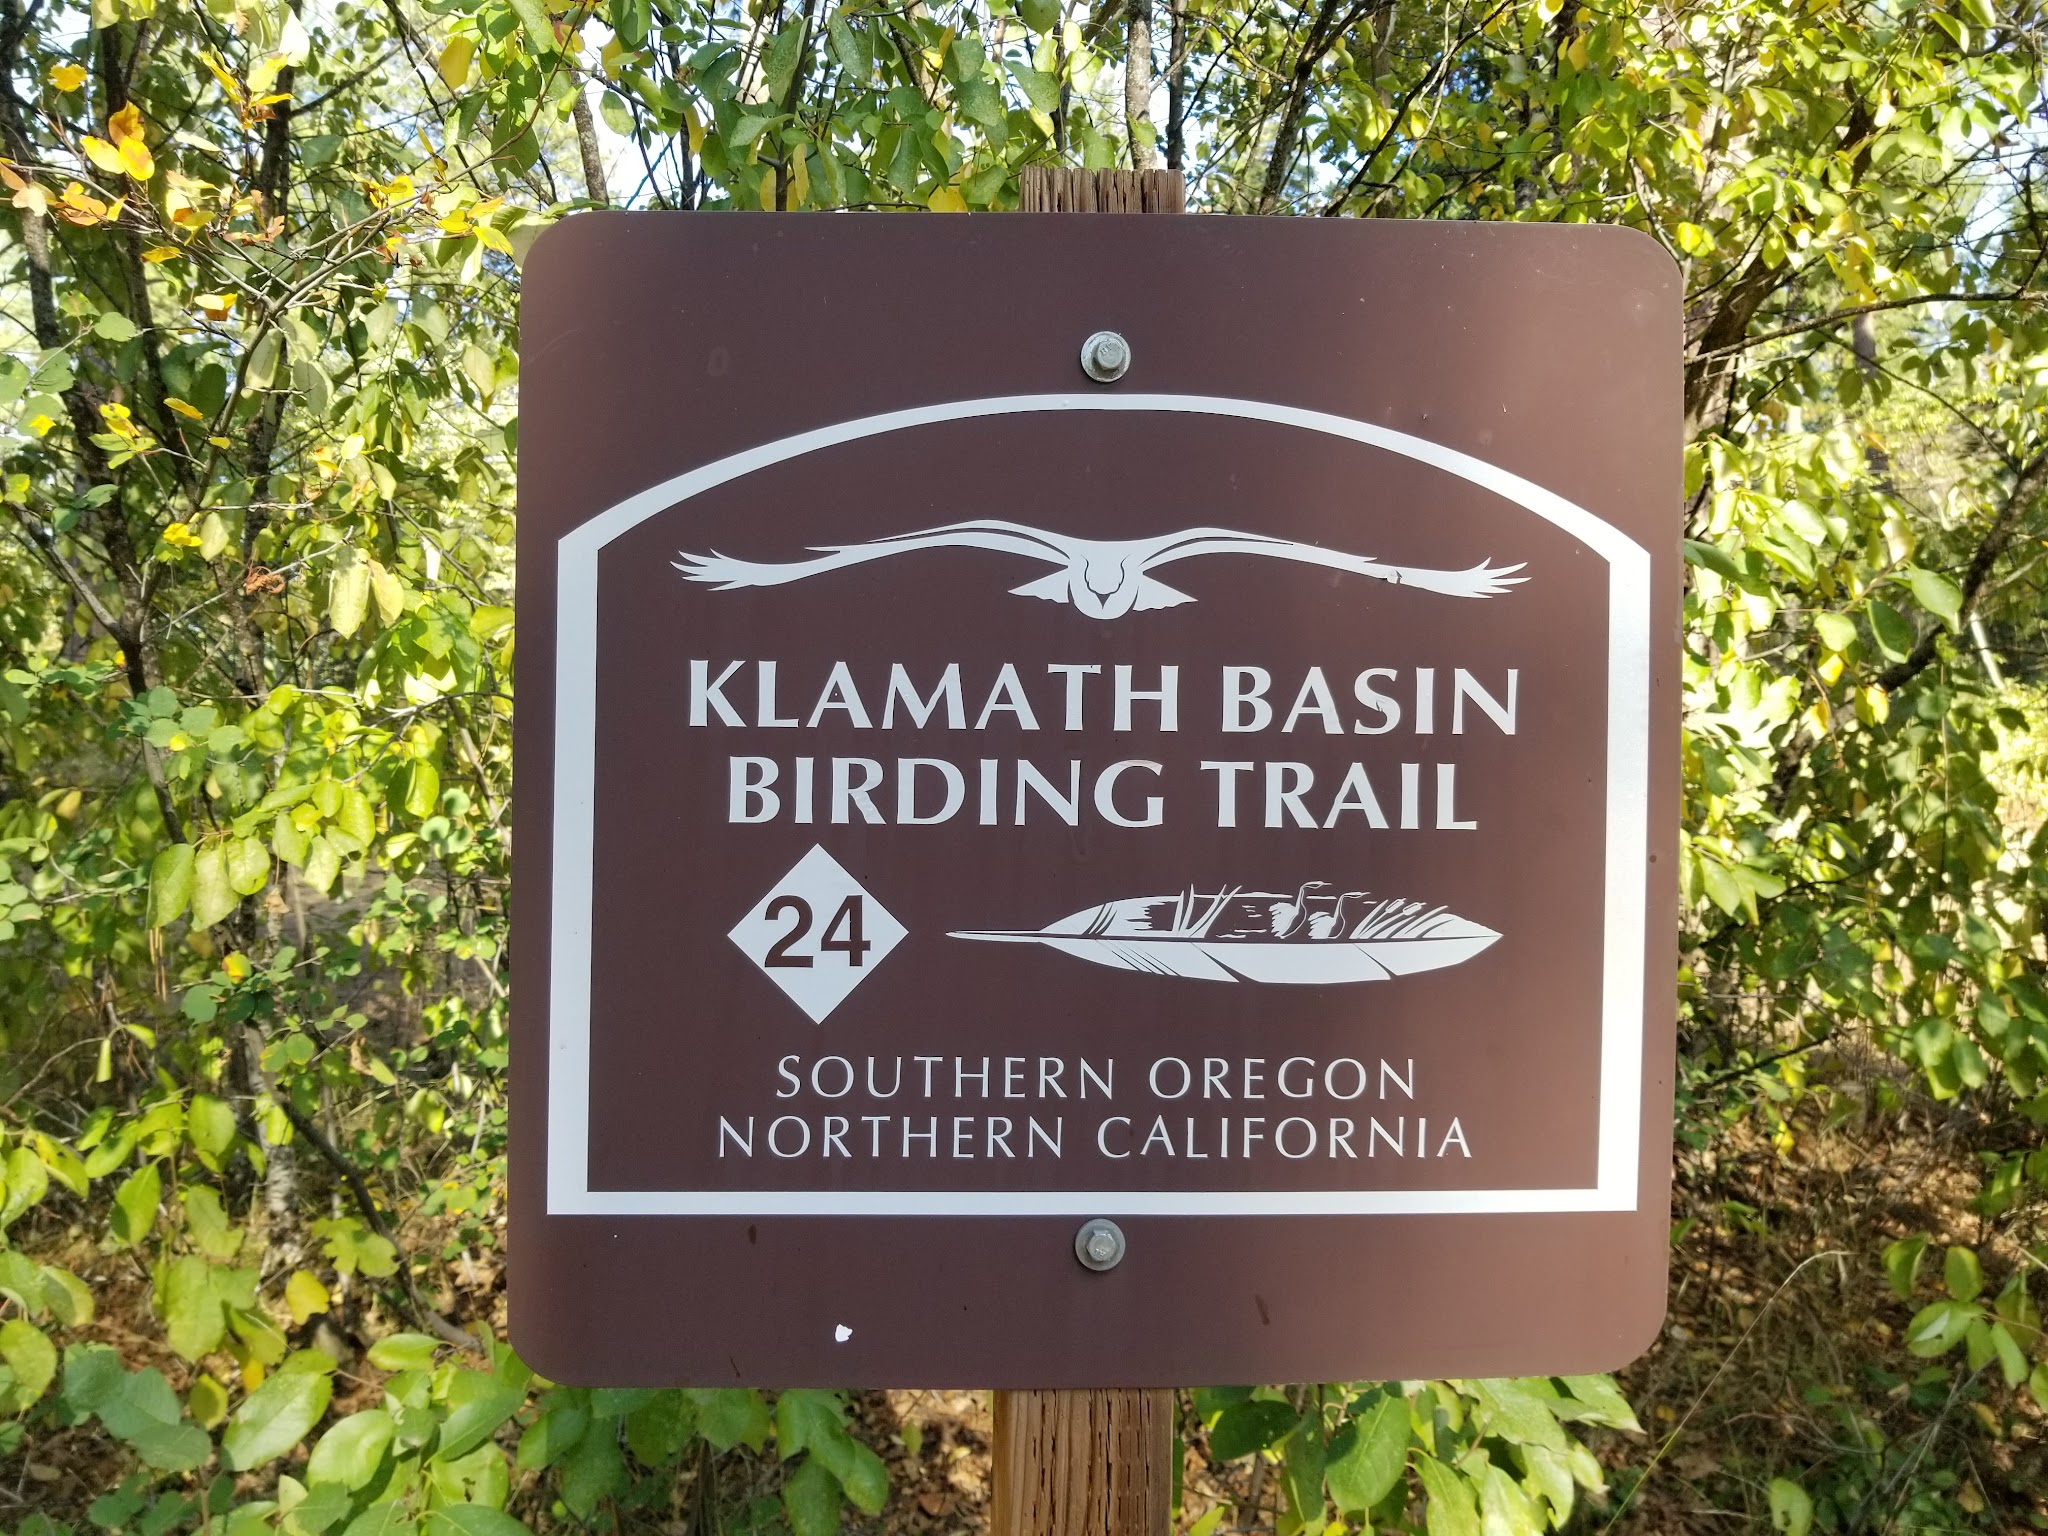 KLAMATH BASIN
BIRDING TRAIL
24
SOUTHERN OREGON
NORTHERN CALIFORNIA